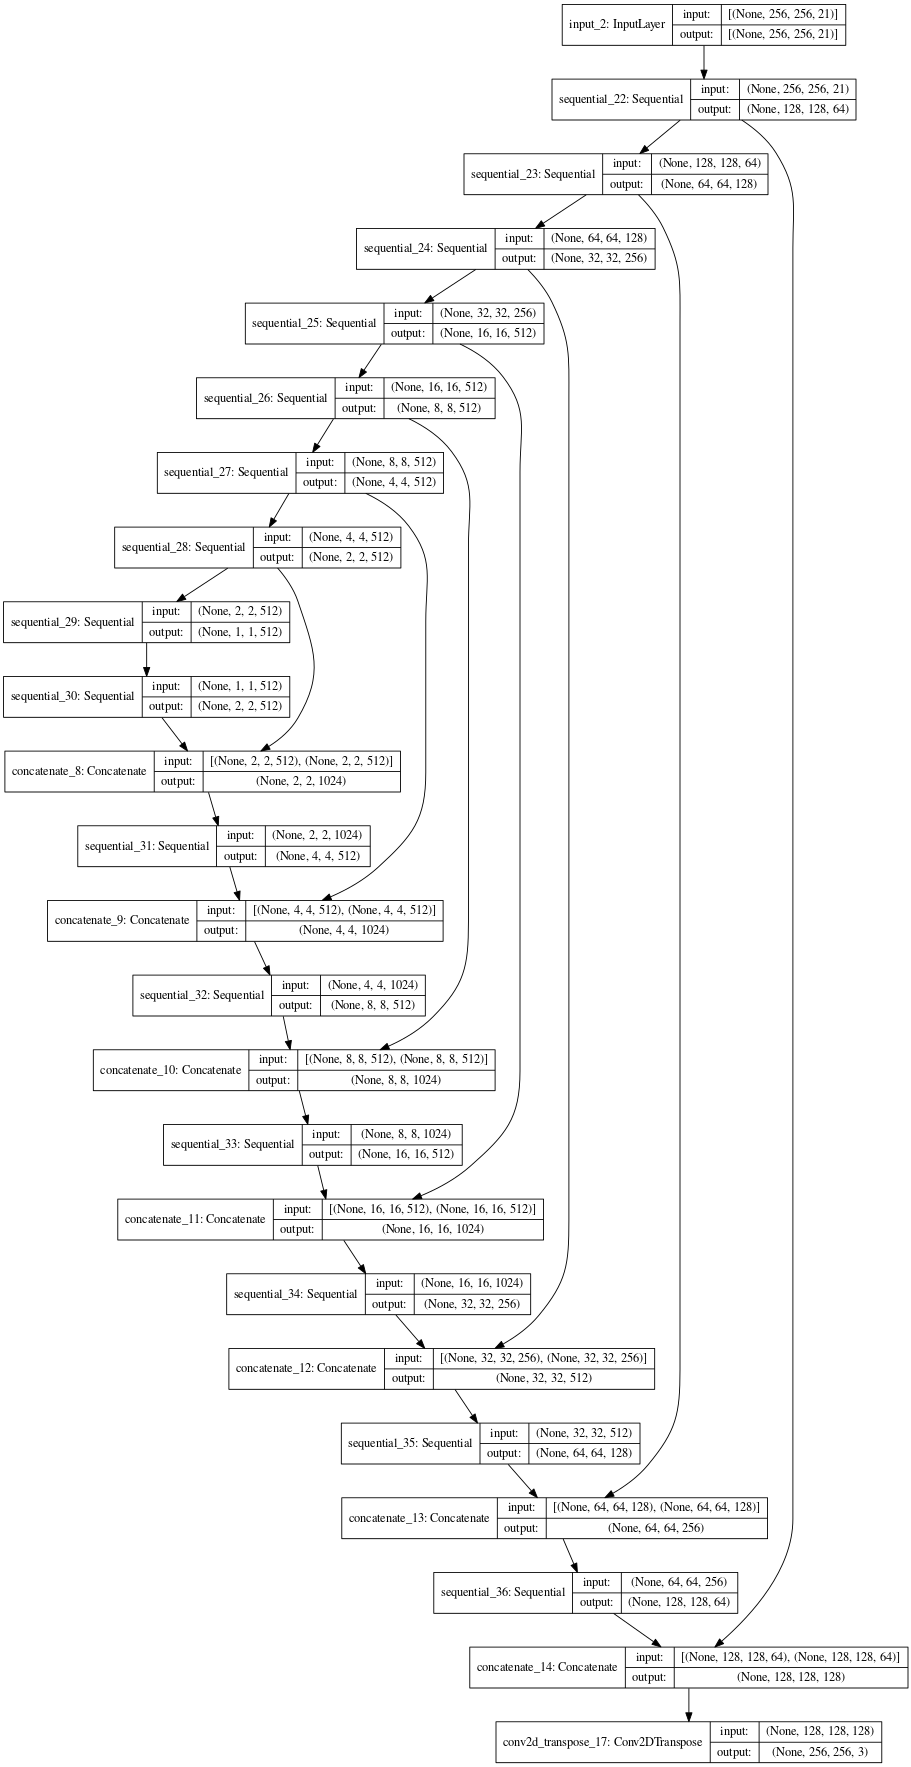 input_2: InputLayer
input: [(None, 256, 256, 21)]
output: [(None, 256, 256, 21)]
sequential_22: Sequential
input: (None, 256, 256, 21)
output: (None, 128, 128, 64)
sequential_23: Sequential
input: (None, 128, 128, 64)
output: (None, 64, 64, 128)
sequential_24: Sequential
input: (None, 64, 64, 128)
output: (None, 32, 32, 256)
sequential_25: Sequential
input: (None, 32, 32, 256)
output: (None, 16, 16, 512)
sequential_26: Sequential
input: (None, 16, 16, 512)
output: (None, 8, 8, 512)
sequential_27: Sequential
input: (None, 8, 8, 512)
output: (None, 4, 4, 512)
sequential_28: Sequential
input: (None, 4, 4, 512)
output: (None, 2, 2, 512)
sequential_29: Sequential
input: (None, 2, 2, 512)
output: (None, 1, 1, 512)
sequential_30: Sequential
input: (None, 1, 1, 512)
output: (None, 2, 2, 512)
concatenate_8: Concatenate
input: [(None, 2, 2, 512), (None, 2, 2, 512)]
output: (None, 2, 2, 1024)
sequential_31: Sequential
input: (None, 2, 2, 1024)
output: (None, 4, 4, 512)
concatenate_9: Concatenate
input: [(None, 4, 4, 512), (None, 4, 4, 512)]
output: (None, 4, 4, 1024)
sequential_32: Sequential
input: (None, 4, 4, 1024)
output: (None, 8, 8, 512)
concatenate_10: Concatenate
input: [(None, 8, 8, 512), (None, 8, 8, 512)]
output: (None, 8, 8, 1024)
sequential_33: Sequential
input: (None, 8, 8, 1024)
output: (None, 16, 16, 512)
concatenate_11: Concatenate
input: [(None, 16, 16, 512), (None, 16, 16, 512)]
output: (None, 16, 16, 1024)
sequential_34: Sequential
input: (None, 16, 16, 1024)
output: (None, 32, 32, 256)
concatenate_12: Concatenate
input: [(None, 32, 32, 256), (None, 32, 32, 256)]
output: (None, 32, 32, 512)
sequential_35: Sequential
input: (None, 32, 32, 512)
output: (None, 64, 64, 128)
concatenate_13: Concatenate
input: [(None, 64, 64, 128), (None, 64, 64, 128)]
output: (None, 64, 64, 256)
sequential_36: Sequential
input: (None, 64, 64, 256)
output: (None, 128, 128, 64)
concatenate_14: Concatenate
input: [(None, 128, 128, 64), (None, 128, 128, 64)]
output: (None, 128, 128, 128)
conv2d_transpose_17: Conv2DTranspose
input: (None, 128, 128, 128)
output: (None, 256, 256, 3)